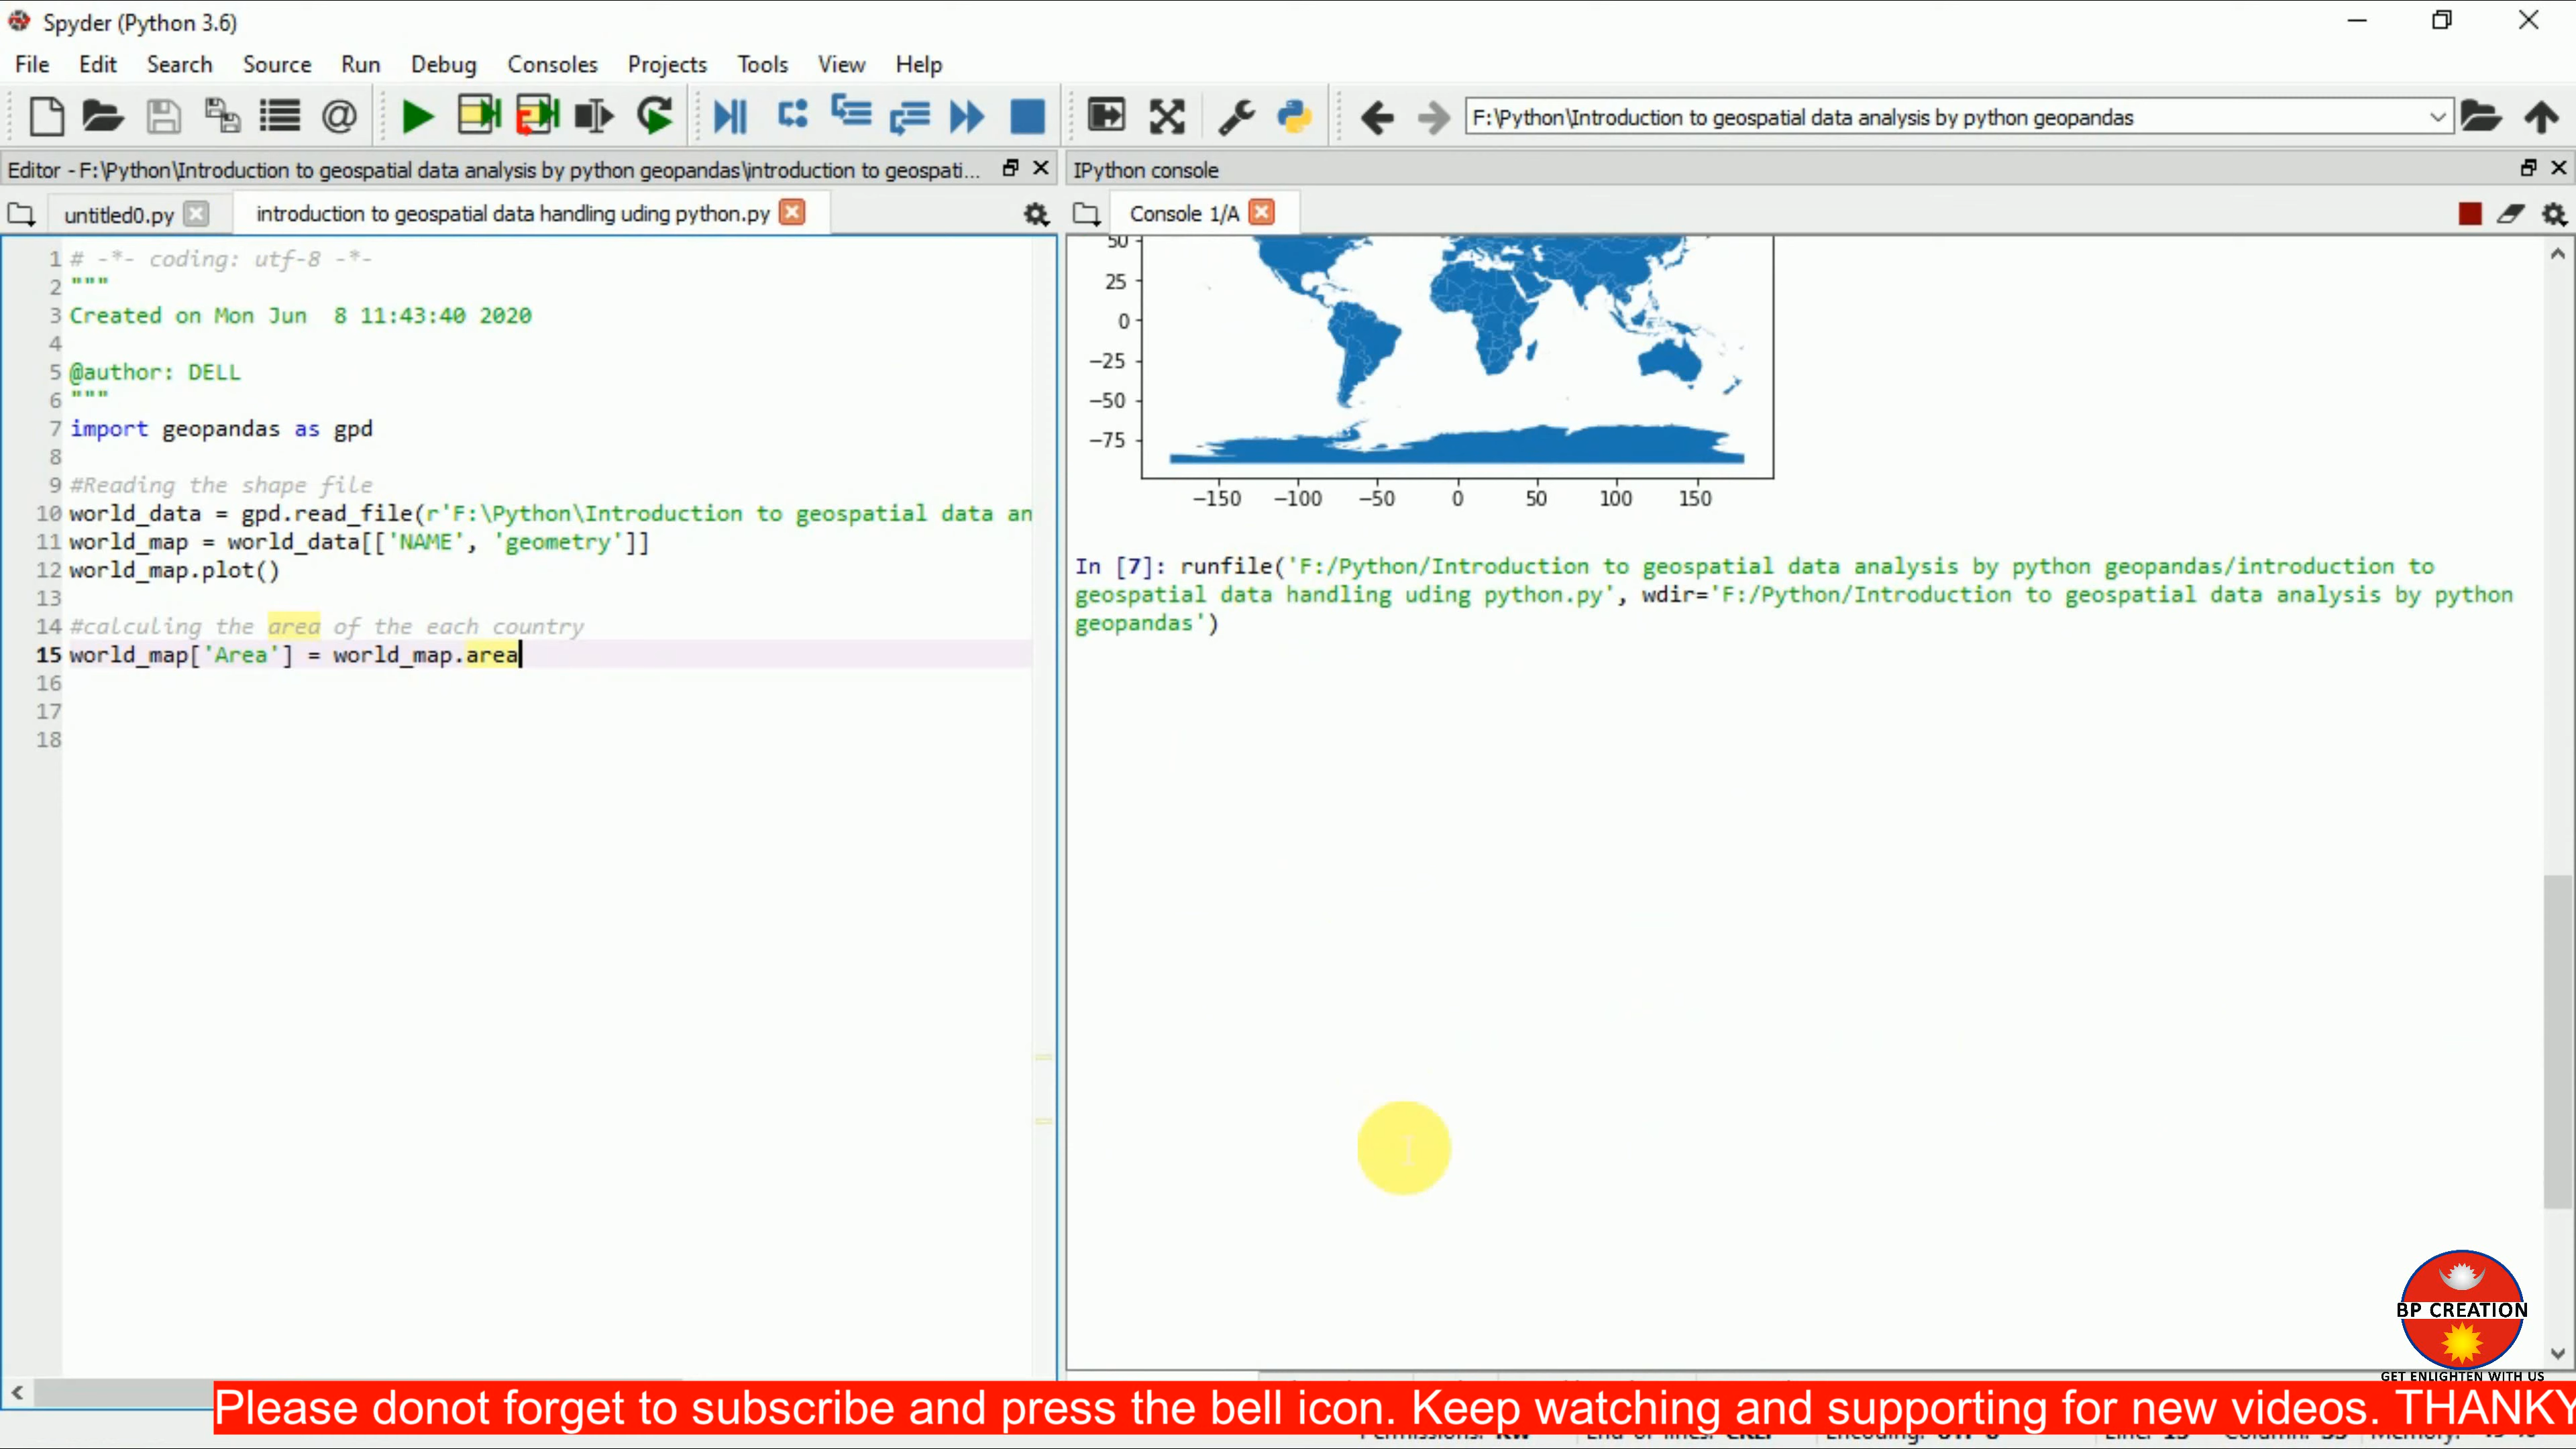 Spyder (Python 3.6)
File Edit Search Source Run Debug Consoles Projects Tools View Help
F:\Python\Introduction to geospatial data analysis by python geopandas
Editor - F:\Python\Introduction to geospatial data analysis by python geopandas\introduction to geospati...
IPython console
untitled0.py
introduction to geospatial data handling uding python.py
Console 1/A
1 # -*- coding: utf-8 -*-
2 """
3 Created on Mon Jun  8 11:43:40 2020
4
5 @author: DELL
6 """
7 import geopandas as gpd
8
9 #Reading the shape file
10 world_data = gpd.read_file(r'F:\Python\Introduction to geospatial data an
11 world_map = world_data[['NAME', 'geometry']]
12 world_map.plot()
13
14 #calculing the area of the each country
15 world_map['Area'] = world_map.area
16
17
18
50
25
0
−25
−50
−75
−150 −100 −50 0 50 100 150
In [7]: runfile('F:/Python/Introduction to geospatial data analysis by python geopandas/introduction to
geospatial data handling uding python.py', wdir='F:/Python/Introduction to geospatial data analysis by python
geopandas')
BP CREATION
GET ENLIGHTEN WITH US
Please donot forget to subscribe and press the bell icon. Keep watching and supporting for new videos. THANKY